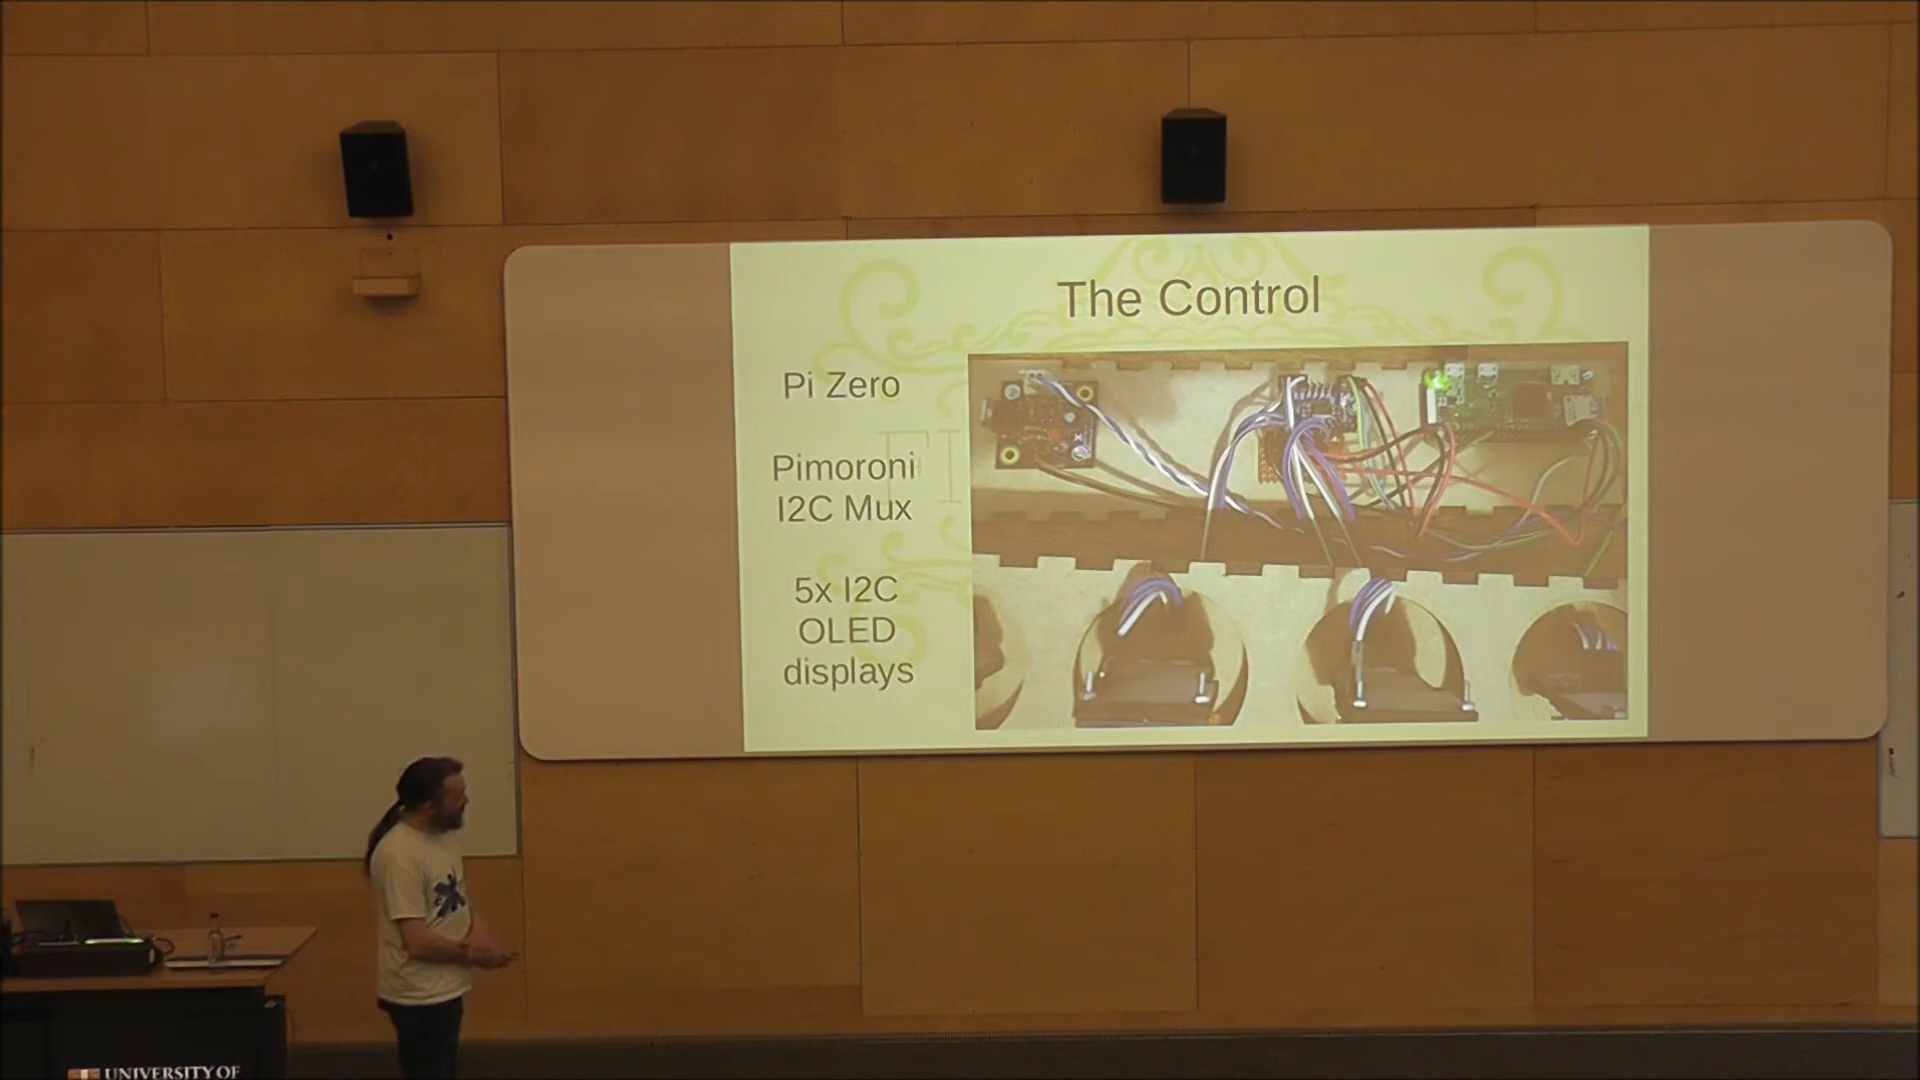 The Control
Pi Zero
Pimoroni
I2C Mux
5x I2C
OLED
displays
UNIVERSITY OF